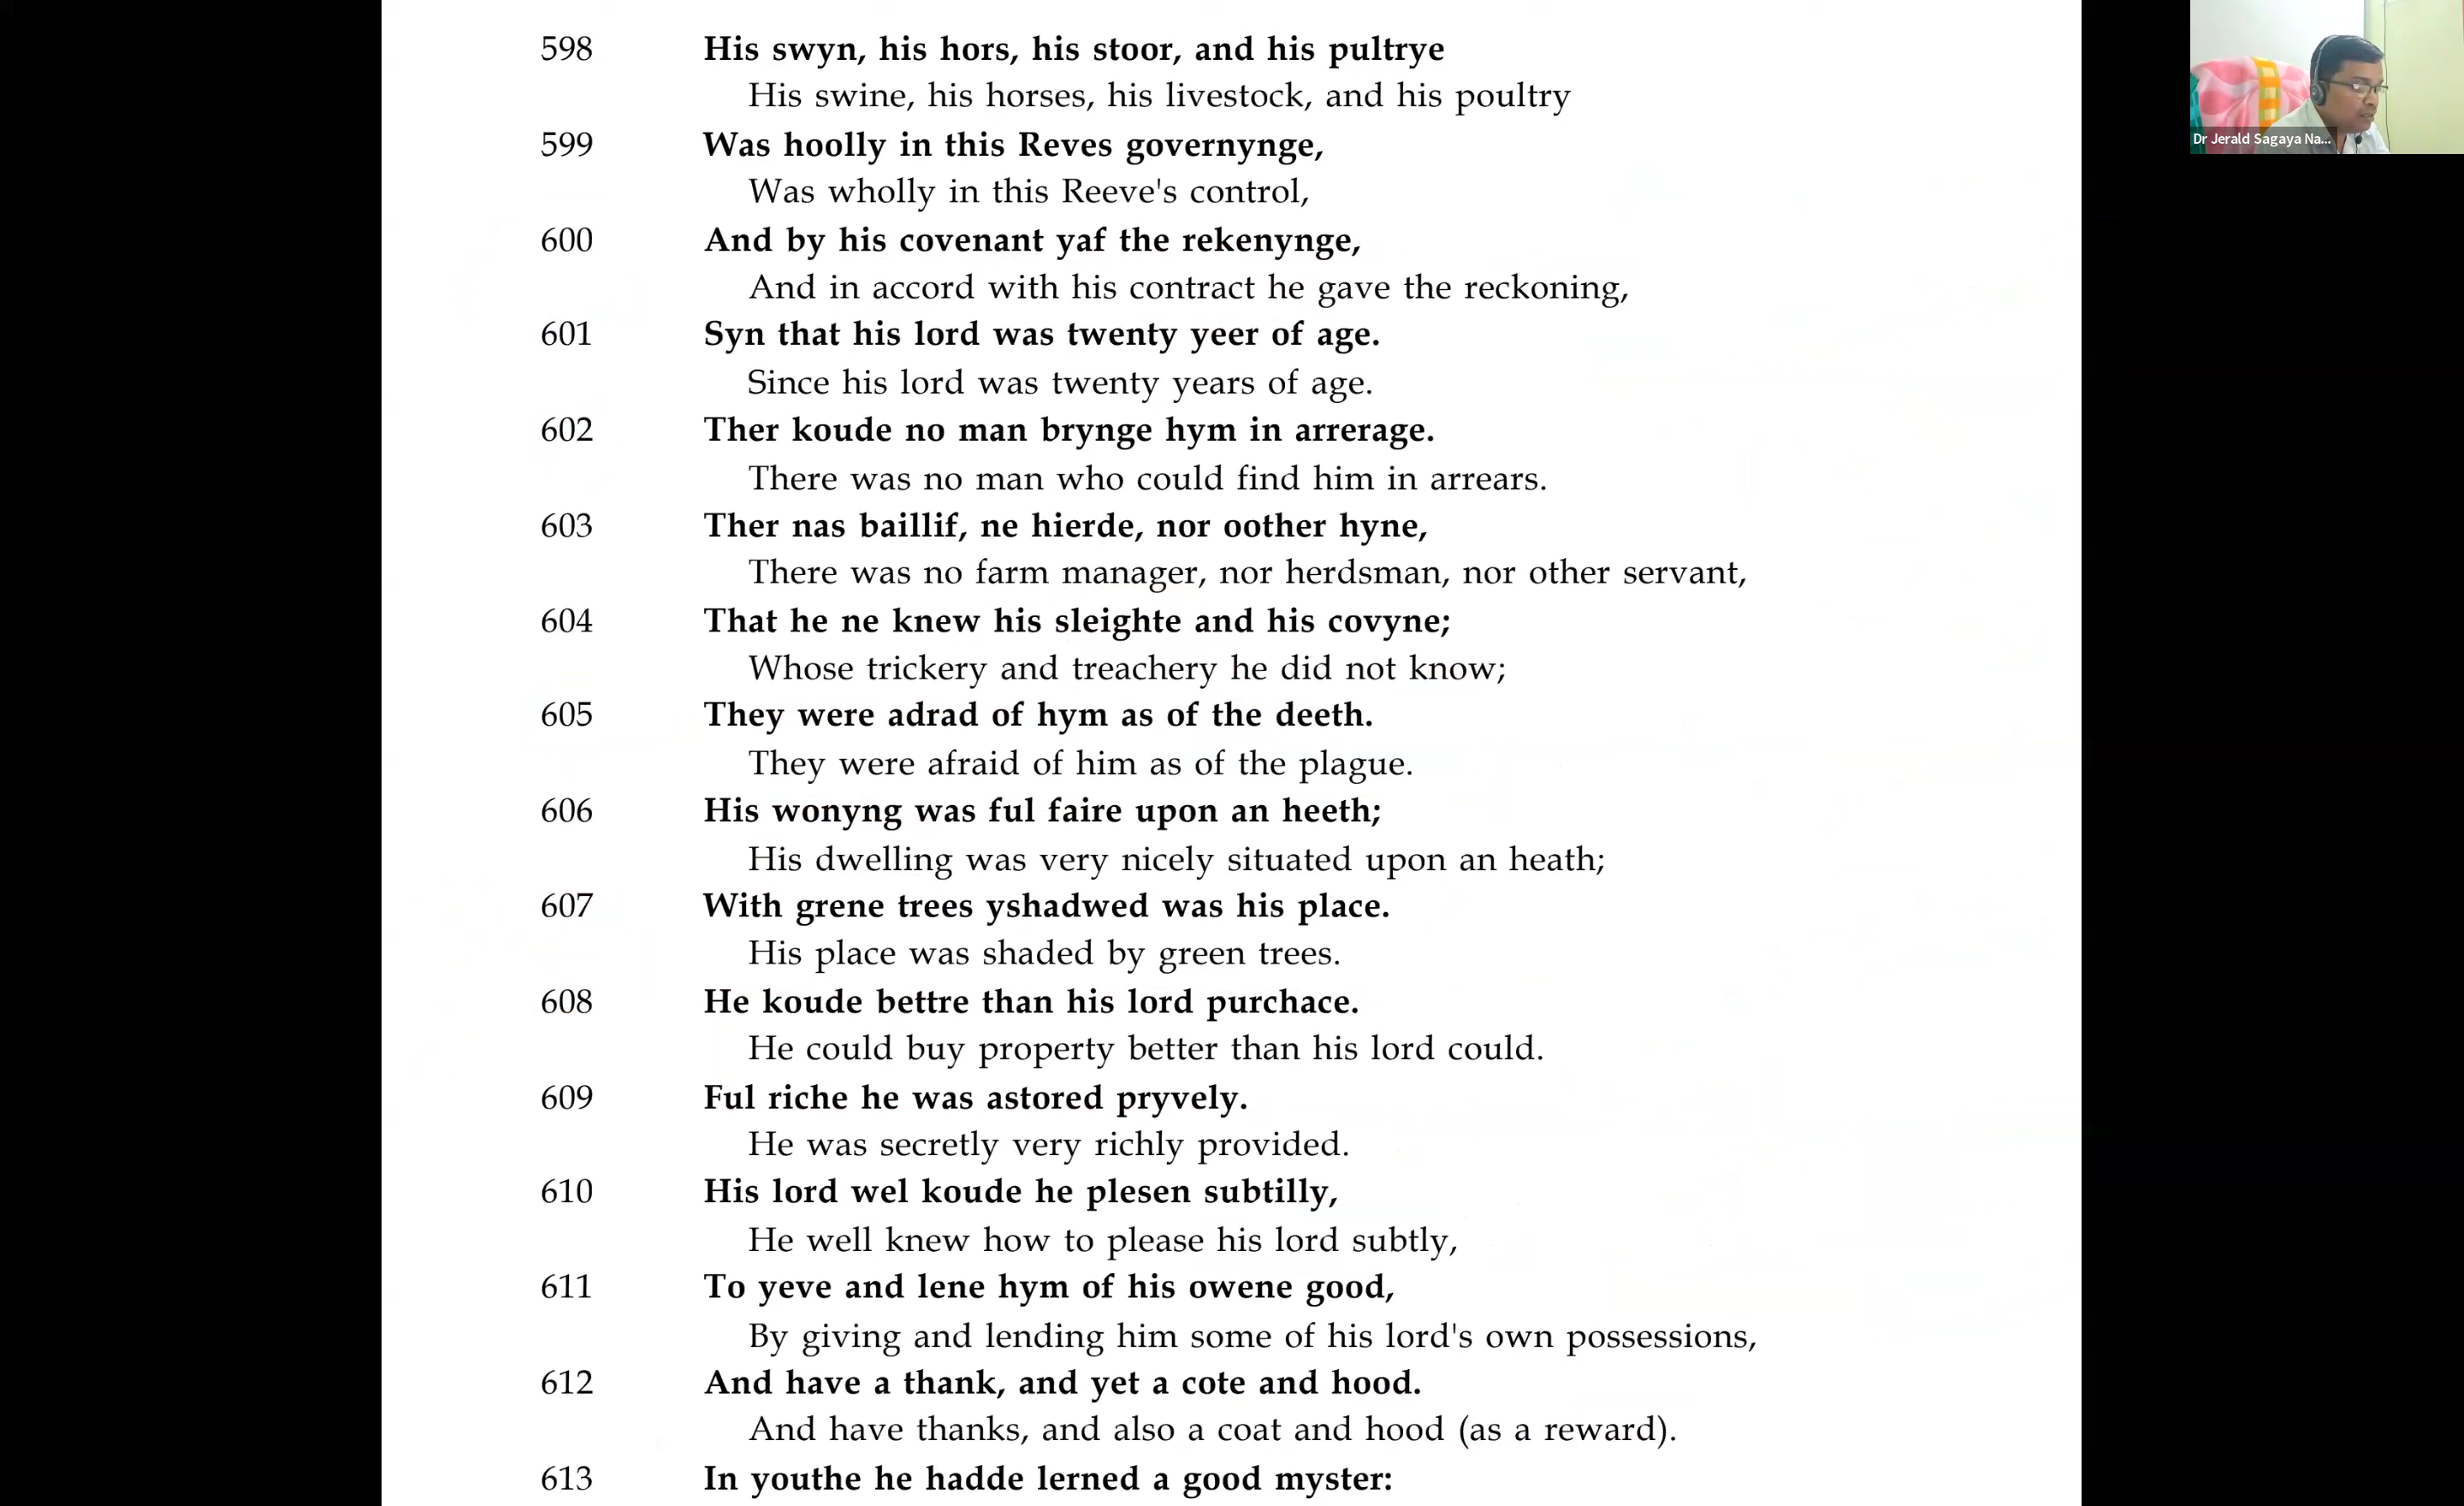 598 His swyn, his hors, his stoor, and his pultrye
His swine, his horses, his livestock, and his poultry
599 Was hoolly in this Reves governynge,
Was wholly in this Reeve's control,
600 And by his covenant yaf the rekenynge,
And in accord with his contract he gave the reckoning,
601 Syn that his lord was twenty yeer of age.
Since his lord was twenty years of age.
602 Ther koude no man brynge hym in arrerage.
There was no man who could find him in arrears.
603 Ther nas baillif, ne hierde, nor oother hyne,
There was no farm manager, nor herdsman, nor other servant,
604 That he ne knew his sleighte and his covyne;
Whose trickery and treachery he did not know;
605 They were adrad of hym as of the deeth.
They were afraid of him as of the plague.
606 His wonyng was ful faire upon an heeth;
His dwelling was very nicely situated upon an heath;
607 With grene trees yshadwed was his place.
His place was shaded by green trees.
608 He koude bettre than his lord purchace.
He could buy property better than his lord could.
609 Ful riche he was astored pryvely.
He was secretly very richly provided.
610 His lord wel koude he plesen subtilly,
He well knew how to please his lord subtly,
611 To yeve and lene hym of his owene good,
By giving and lending him some of his lord's own possessions,
612 And have a thank, and yet a cote and hood.
And have thanks, and also a coat and hood (as a reward).
613 In youthe he hadde lerned a good myster:
Dr Jerald Sagaya Na...